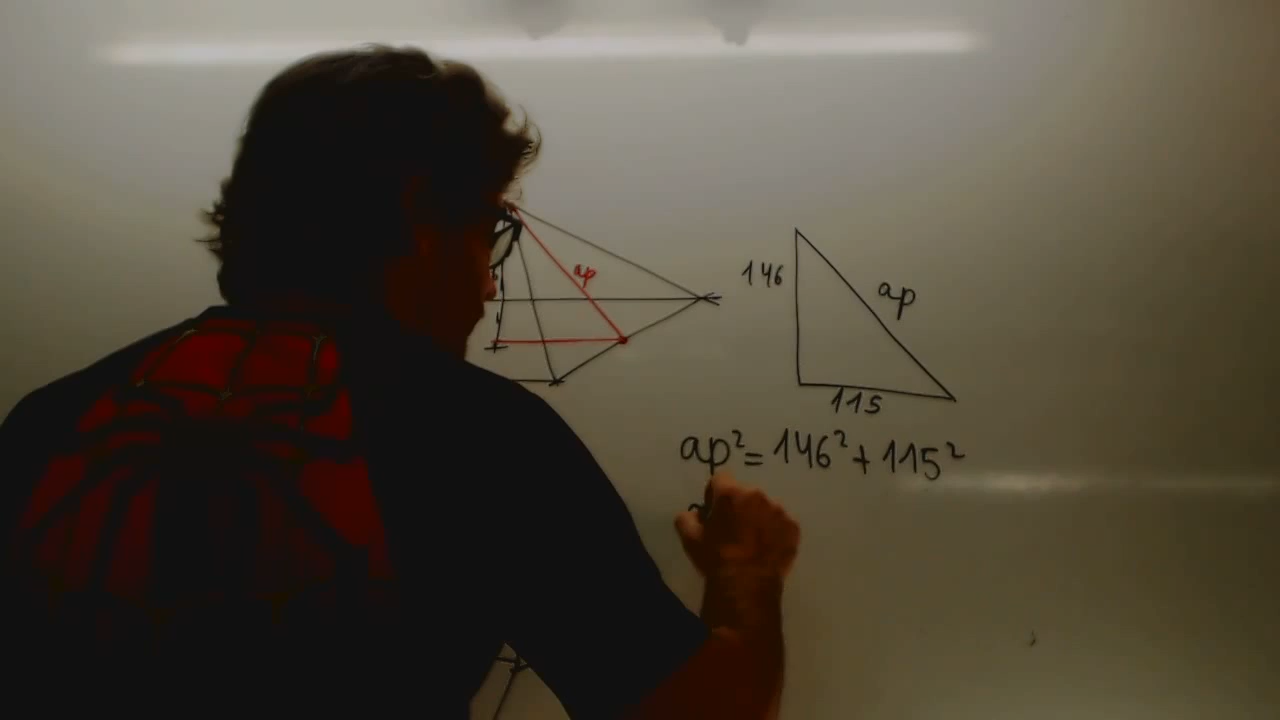 ap
146
ap
115
ap² = 146² + 115²